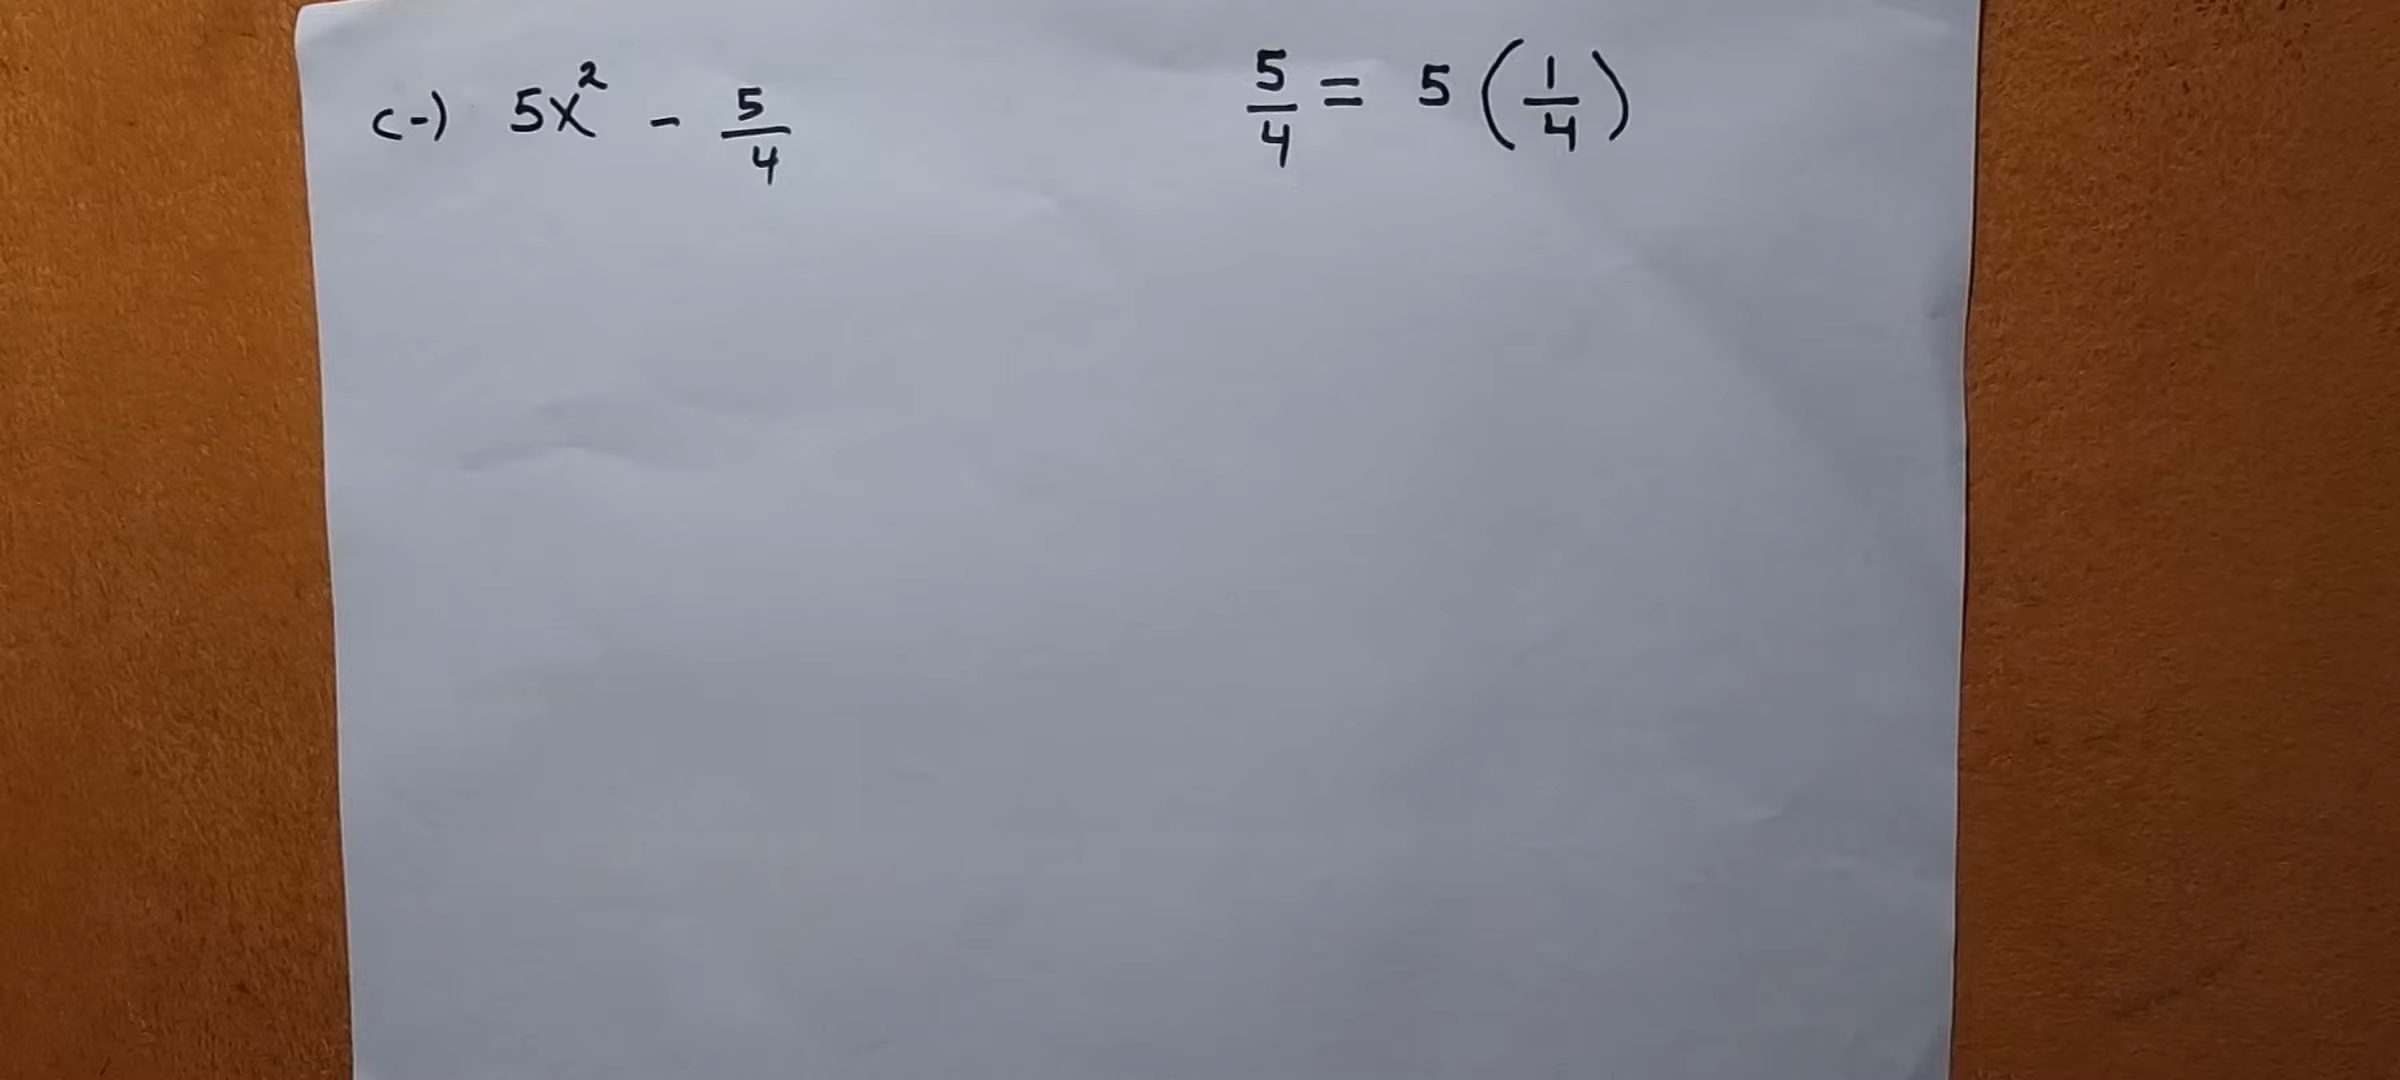 c-) 5x² - 5/4
5/4 = 5 (1/4)